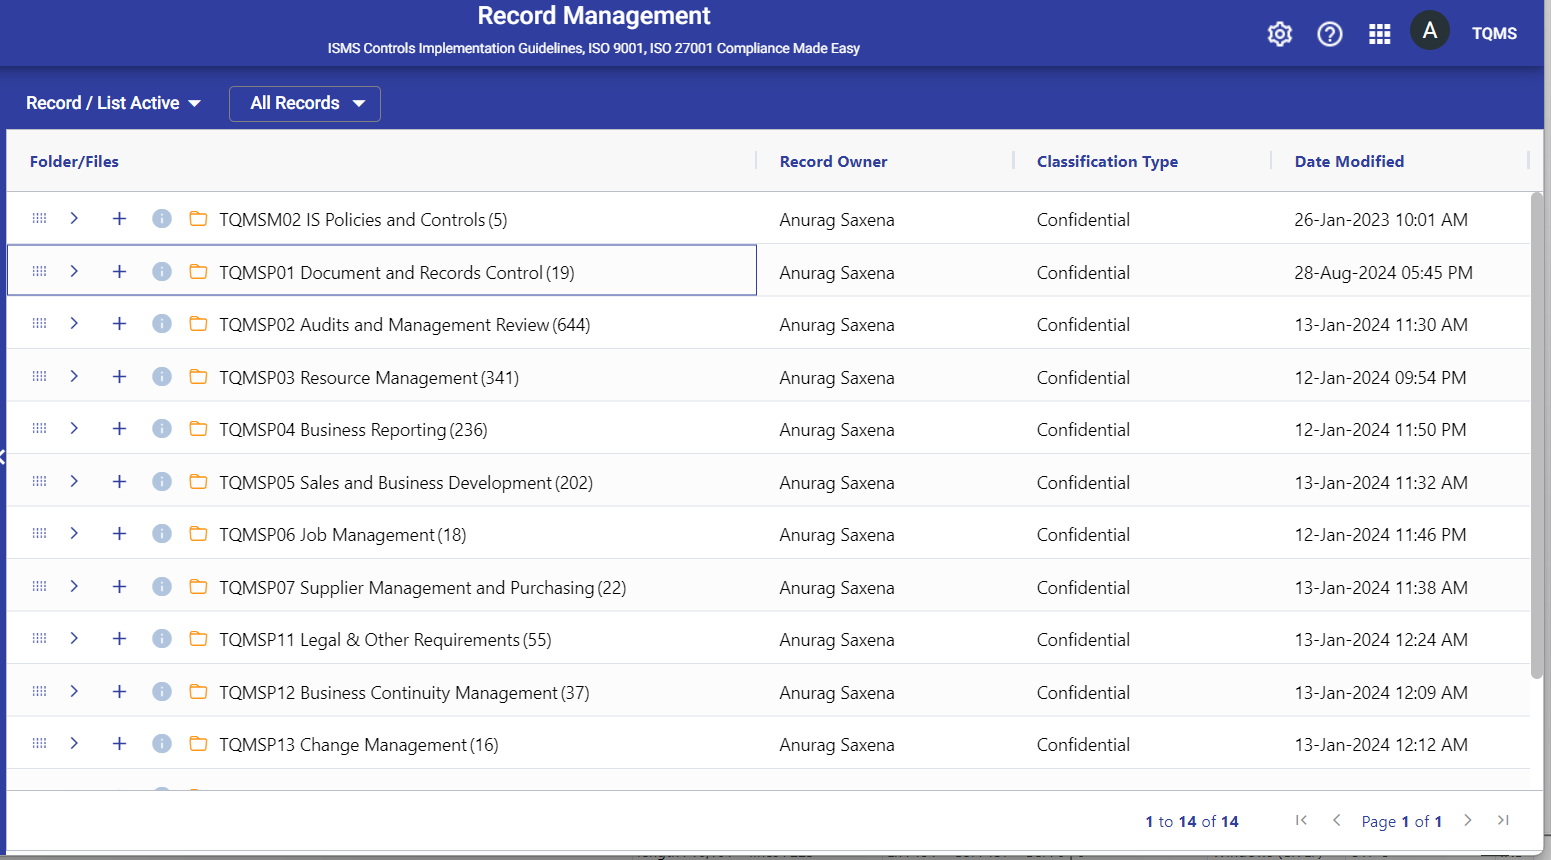 Record Management
ISMS Controls Implementation Guidelines, ISO 9001, ISO 27001 Compliance Made Easy
A TQMS
Record / List Active All Records
Folder/Files Record Owner Classification Type Date Modified
TQMSM02 IS Policies and Controls (5) Anurag Saxena Confidential 26-Jan-2023 10:01 AM
TQMSP01 Document and Records Control (19) Anurag Saxena Confidential 28-Aug-2024 05:45 PM
TQMSP02 Audits and Management Review (644) Anurag Saxena Confidential 13-Jan-2024 11:30 AM
TQMSP03 Resource Management (341) Anurag Saxena Confidential 12-Jan-2024 09:54 PM
TQMSP04 Business Reporting (236) Anurag Saxena Confidential 12-Jan-2024 11:50 PM
TQMSP05 Sales and Business Development (202) Anurag Saxena Confidential 13-Jan-2024 11:32 AM
TQMSP06 Job Management (18) Anurag Saxena Confidential 12-Jan-2024 11:46 PM
TQMSP07 Supplier Management and Purchasing (22) Anurag Saxena Confidential 13-Jan-2024 11:38 AM
TQMSP11 Legal & Other Requirements (55) Anurag Saxena Confidential 13-Jan-2024 12:24 AM
TQMSP12 Business Continuity Management (37) Anurag Saxena Confidential 13-Jan-2024 12:09 AM
TQMSP13 Change Management (16) Anurag Saxena Confidential 13-Jan-2024 12:12 AM
1 to 14 of 14 Page 1 of 1